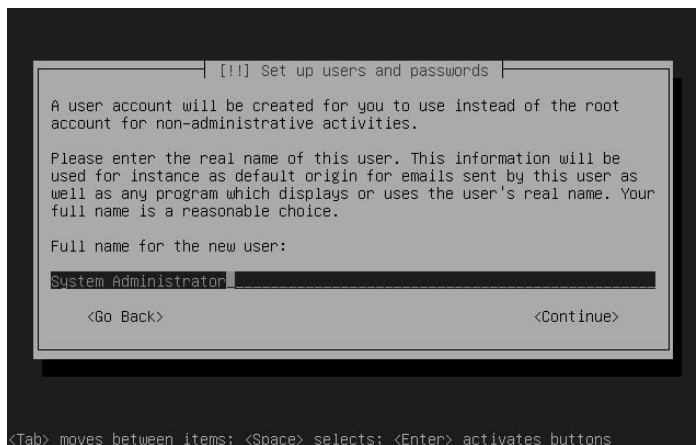 [!!] Set up users and passwords
A user account will be created for you to use instead of the root
account for non-administrative activities.
Please enter the real name of this user. This information will be
used for instance as default origin for emails sent by this user as
well as any program which displays or uses the user's real name. Your
full name is a reasonable choice.
Full name for the new user:
System Administrator
<Go Back> <Continue>
<Tab> moves between items; <Space> selects; <Enter> activates buttons